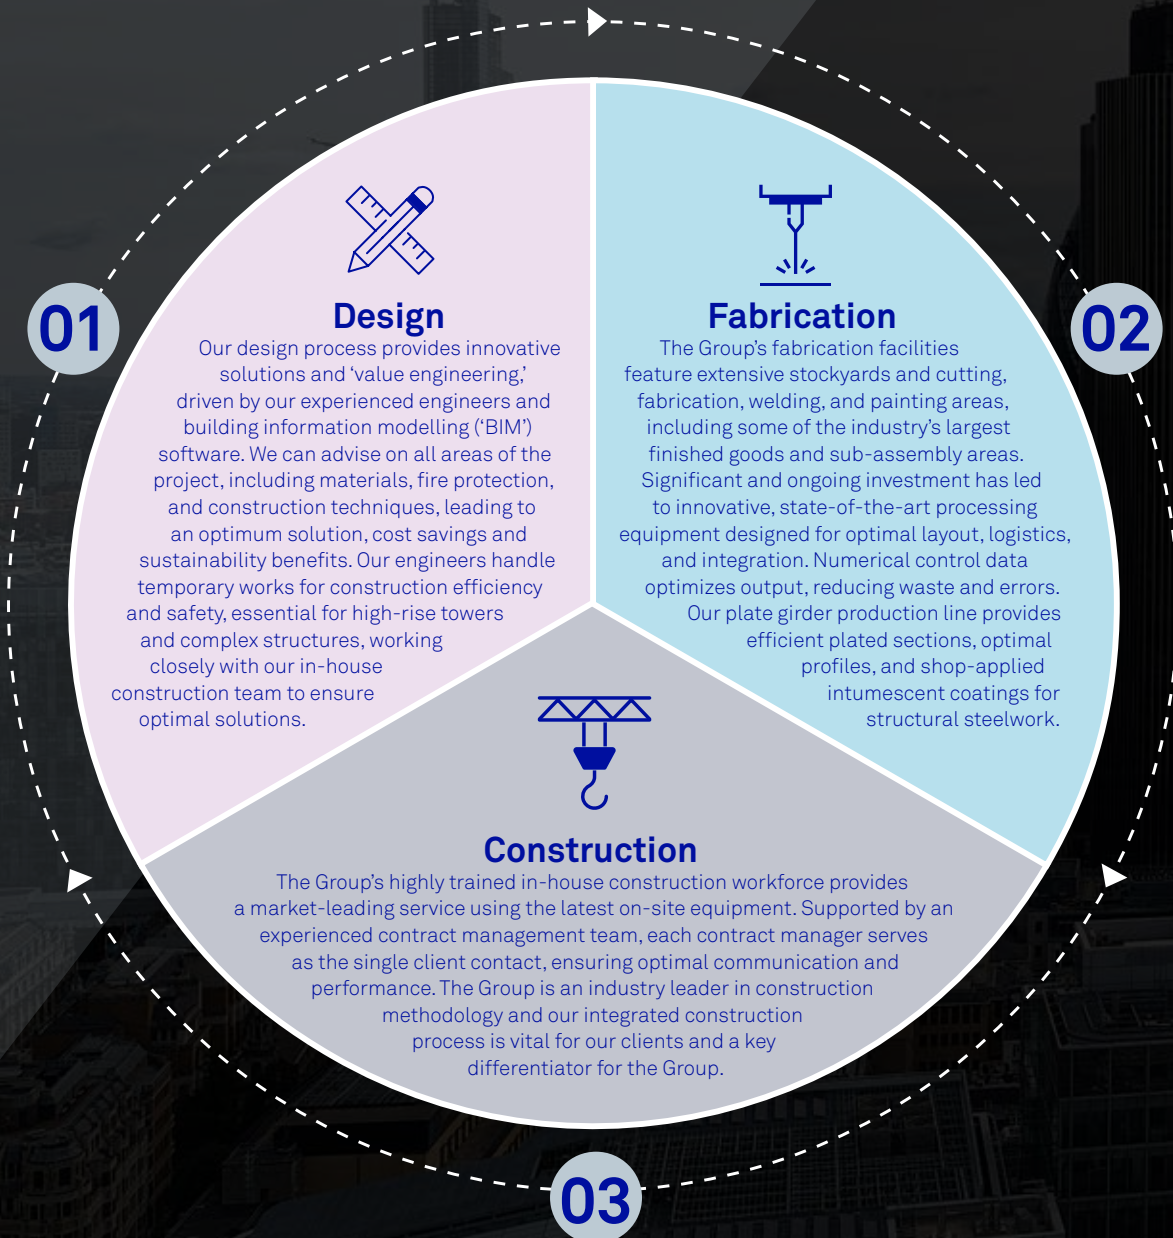 01
Design
Our design process provides innovative
solutions and ‘value engineering,’
driven by our experienced engineers and
building information modelling (‘BIM’)
software. We can advise on all areas of the
project, including materials, fire protection,
and construction techniques, leading to
an optimum solution, cost savings and
sustainability benefits. Our engineers handle
temporary works for construction efficiency
and safety, essential for high-rise towers
and complex structures, working
closely with our in-house
construction team to ensure
optimal solutions.
02
Fabrication
The Group’s fabrication facilities
feature extensive stockyards and cutting,
fabrication, welding, and painting areas,
including some of the industry’s largest
finished goods and sub-assembly areas.
Significant and ongoing investment has led
to innovative, state-of-the-art processing
equipment designed for optimal layout, logistics,
and integration. Numerical control data
optimizes output, reducing waste and errors.
Our plate girder production line provides
efficient plated sections, optimal
profiles, and shop-applied
intumescent coatings for
structural steelwork.
Construction
The Group’s highly trained in-house construction workforce provides
a market-leading service using the latest on-site equipment. Supported by an
experienced contract management team, each contract manager serves
as the single client contact, ensuring optimal communication and
performance. The Group is an industry leader in construction
methodology and our integrated construction
process is vital for our clients and a key
differentiator for the Group.
03